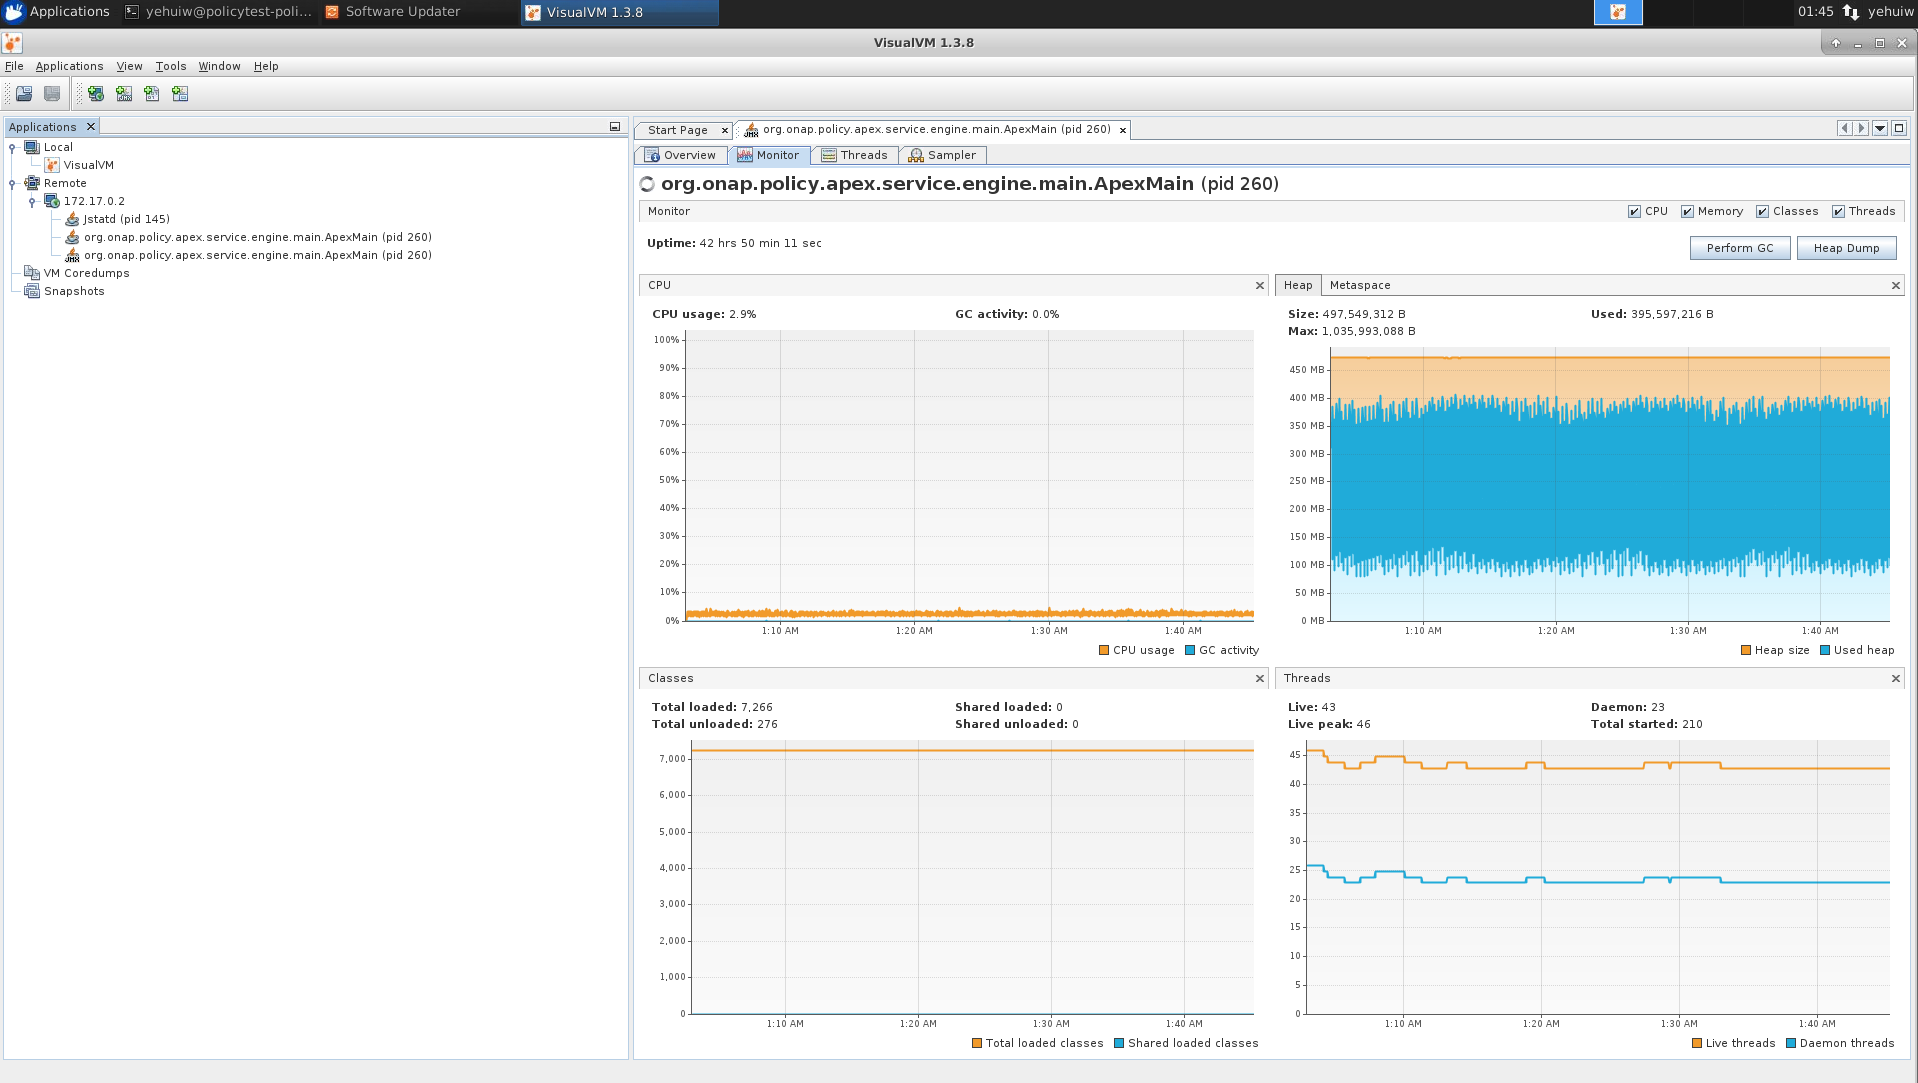 Applications
yehuiw@policytest-poli...
Software Updater
VisualVM 1.3.8
01:45
yehuiw
VisualVM 1.3.8
File Applications View Tools Window Help
Applications
Local
VisualVM
Remote
172.17.0.2
Jstatd (pid 145)
org.onap.policy.apex.service.engine.main.ApexMain (pid 260)
JMX
org.onap.policy.apex.service.engine.main.ApexMain (pid 260)
VM Coredumps
Snapshots
Start Page
JMX
org.onap.policy.apex.service.engine.main.ApexMain (pid 260)
Overview Monitor Threads Sampler
org.onap.policy.apex.service.engine.main.ApexMain (pid 260)
Monitor
CPU Memory Classes Threads
Uptime: 42 hrs 50 min 11 sec
Perform GC
Heap Dump
CPU
CPU usage: 2.9%
GC activity: 0.0%
100%
90%
80%
70%
60%
50%
40%
30%
20%
10%
0%
1:10 AM 1:20 AM 1:30 AM 1:40 AM
CPU usage GC activity
Heap Metaspace
Size: 497,549,312 B
Used: 395,597,216 B
Max: 1,035,993,088 B
450 MB
400 MB
350 MB
300 MB
250 MB
200 MB
150 MB
100 MB
50 MB
0 MB
1:10 AM 1:20 AM 1:30 AM 1:40 AM
Heap size Used heap
Classes
Total loaded: 7,266
Shared loaded: 0
Total unloaded: 276
Shared unloaded: 0
7,000
6,000
5,000
4,000
3,000
2,000
1,000
0
1:10 AM 1:20 AM 1:30 AM 1:40 AM
Total loaded classes Shared loaded classes
Threads
Live: 43
Daemon: 23
Live peak: 46
Total started: 210
45
40
35
30
25
20
15
10
5
0
1:10 AM 1:20 AM 1:30 AM 1:40 AM
Live threads Daemon threads